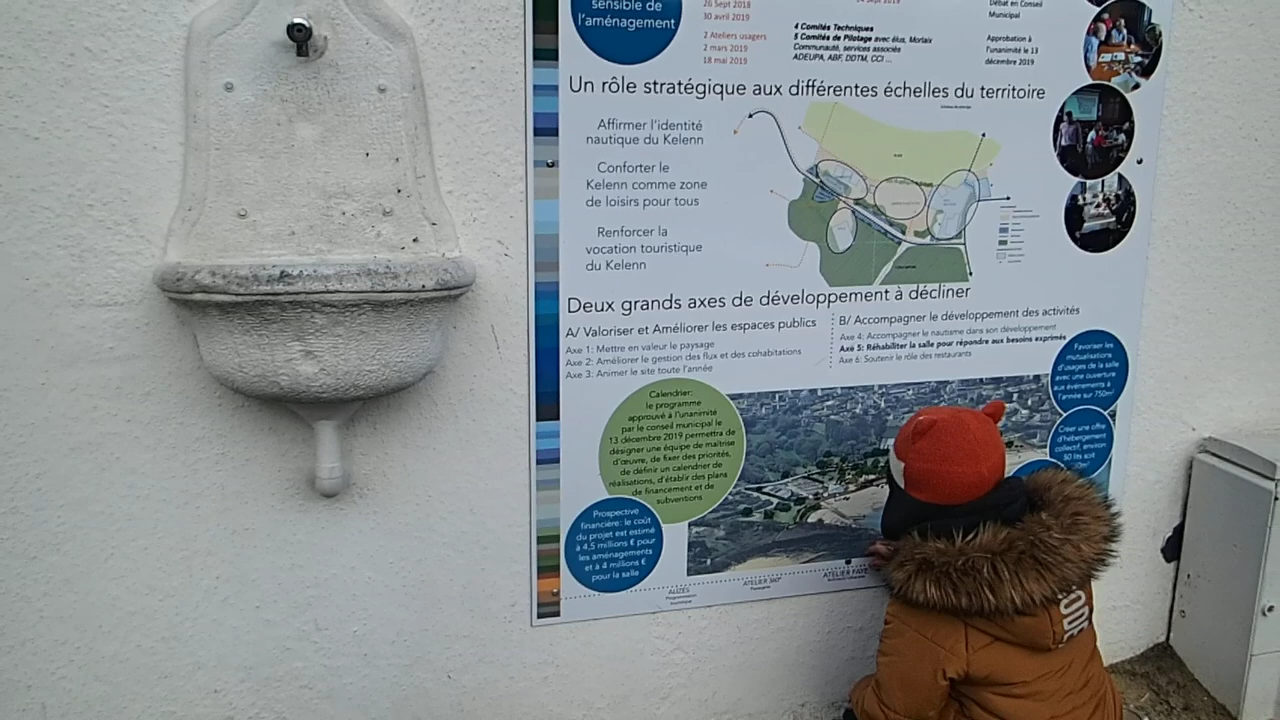 sensible de
l'aménagement
26 Sept 2018
30 avril 2019
2 Ateliers usagers
2 mars 2019
18 mai 2019
4 Comités Techniques
5 Comités de Pilotage avec élus, Morlaix
Communauté, services associés
ADEUPA, ABF, DDTM, CCI ...
Débat en Conseil
Municipal
Approbation à
l'unanimité le 13
décembre 2019
Un rôle stratégique aux différentes échelles du territoire
Affirmer l'identité
nautique du Kelenn
Conforter le
Kelenn comme zone
de loisirs pour tous
Renforcer la
vocation touristique
du Kelenn
Deux grands axes de développement à décliner
A/ Valoriser et Améliorer les espaces publics
Axe 1: Mettre en valeur le paysage
Axe 2: Améliorer le gestion des flux et des cohabitations
Axe 3: Animer le site toute l'année
B/ Accompagner le développement des activités
Axe 4: Accompagner le nautisme dans son développement
Axe 5: Réhabiliter la salle pour répondre aux besoins exprimés
Axe 6: Soutenir le rôle des restaurants
Favoriser les
mutualisations
d'usages de la salle
avec une ouverture
aux événements à
l'année sur 750m²
Créer une offre
d'hébergement
collectif, environ
50 lits soit
Calendrier:
le programme
approuvé à l'unanimité
par le conseil municipal le
13 décembre 2019 permettra de
désigner une équipe de maîtrise
d'œuvre, de fixer des priorités,
de définir un calendrier de
réalisations, d'établir des plans
de financement et de
subventions
Prospective
financière: le coût
du projet est estimé
à 4,5 millions € pour
les aménagements
et à 4 millions €
pour la salle
ALIZÉS
ATELIER 360°
ATELIER FAYE